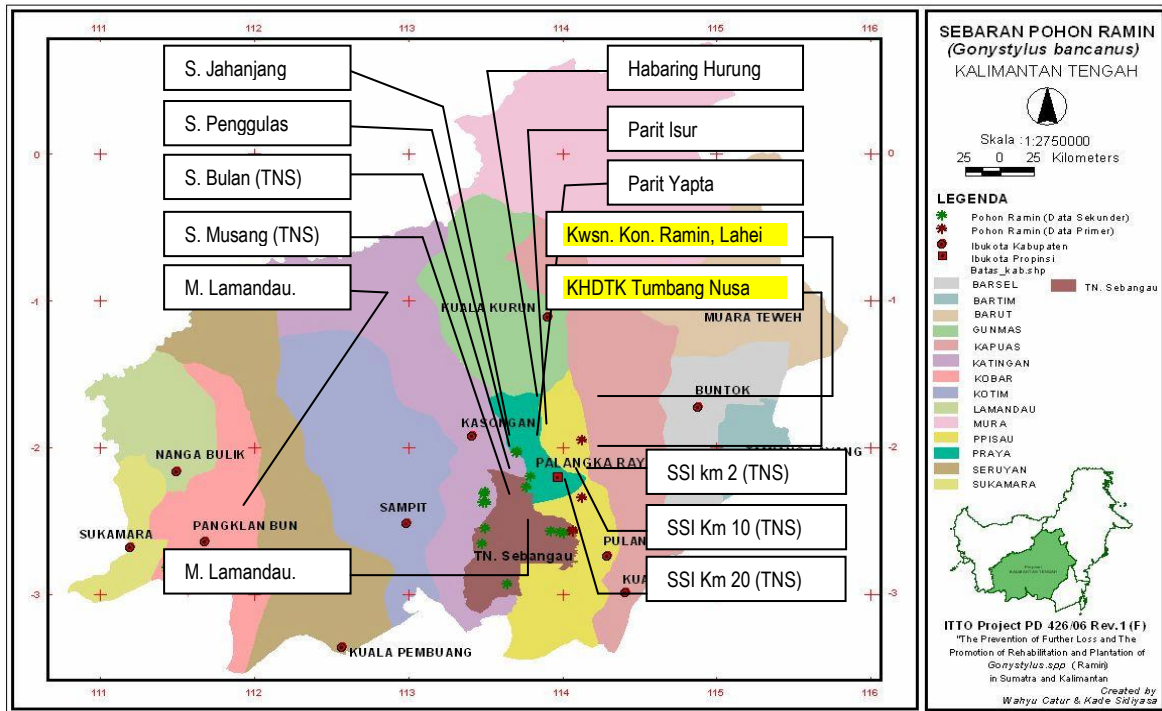 111
112
113
114
115
116
S. Jahanjang
S. Penggulas
S. Bulan (TNS)
S. Musang (TNS)
M. Lamandau.
Habaring Hurung
Parit Isur
Parit Yapta
Kwsn. Kon. Ramin, Lahei
KHDTK Tumbang Nusa
0
0
-1
-1
-2
-2
-3
-3
KUALA KURUN
MUARA TEWEH
BUNTOK
KASONGAN
NANGA BULIK
PALANGKA RAY
SSI km 2 (TNS)
SAMPIT
SUKAMARA
PANGKLAN BUN
SSI Km 10 (TNS)
PULAN
TN. Sebangau
M. Lamandau.
SSI Km 20 (TNS)
KUA
KUALA PEMBUANG
111
112
113
114
115
116
SEBARAN POHON RAMIN
(Gonystylus bancanus)
KALIMANTAN TENGAH
Skala :1:2750000
25 0 25 Kilometers
LEGENDA
Pohon Ramin (Data Sekunder)
Pohon Ramin (Data Primer)
Ibukota Kabupaten
Ibukota Propinsi
Batas_kab.shp
BARSEL
TN. Sebangau
BARTIM
BARUT
GUNMAS
KAPUAS
KATINGAN
KOBAR
KOTIM
LAMANDAU
MURA
PPISAU
PRAYA
SERUYAN
SUKAMARA
KALIMANTAN TENGAH
ITTO Project PD 426/06 Rev.1 (F)
"The Prevention of Further Loss and The
Promotion of Rehabilitation and Plantation of
Gonystylus.spp (Ramin)
in Sumatra and Kalimantan
Created by
Wahyu Catur & Kade Sidiyasa